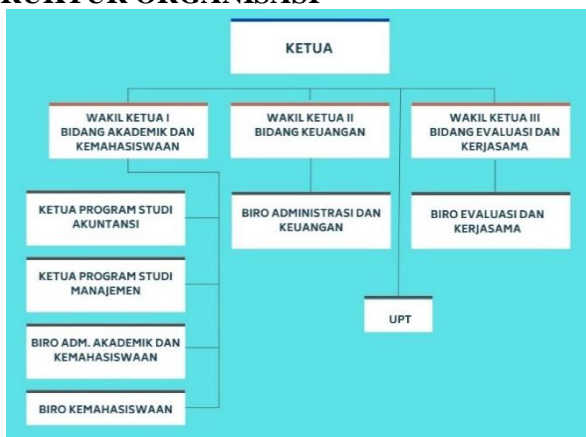 RUKTUR ORGANISASI
KETUA
WAKIL KETUA I
BIDANG AKADEMIK DAN
KEMAHASISWAAN
WAKIL KETUA II
BIDANG KEUANGAN
WAKIL KETUA III
BIDANG EVALUASI DAN
KERJASAMA
KETUA PROGRAM STUDI
AKUNTANSI
BIRO ADMINISTRASI DAN
KEUANGAN
BIRO EVALUASI DAN
KERJASAMA
KETUA PROGRAM STUDI
MANAJEMEN
UPT
BIRO ADM. AKADEMIK DAN
KEMAHASISWAAN
BIRO KEMAHASISWAAN